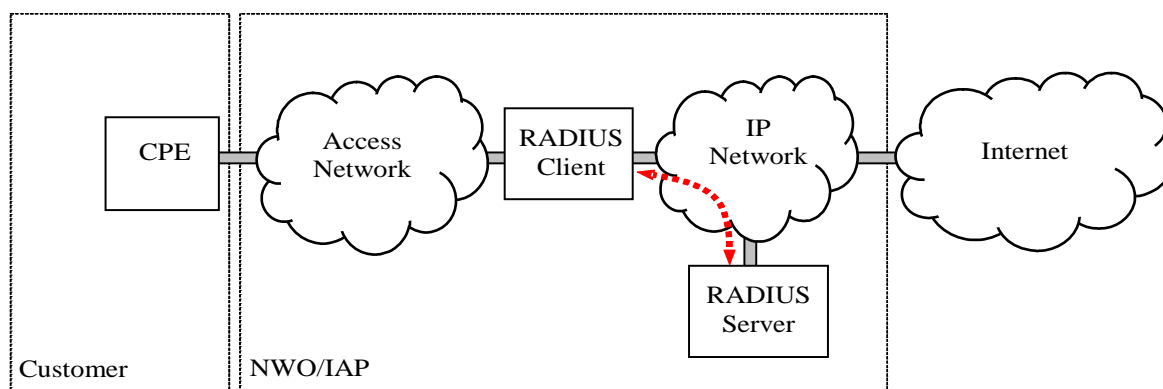 CPE
Access
Network
RADIUS
Client
IP
Network
Internet
RADIUS
Server
Customer
NWO/IAP